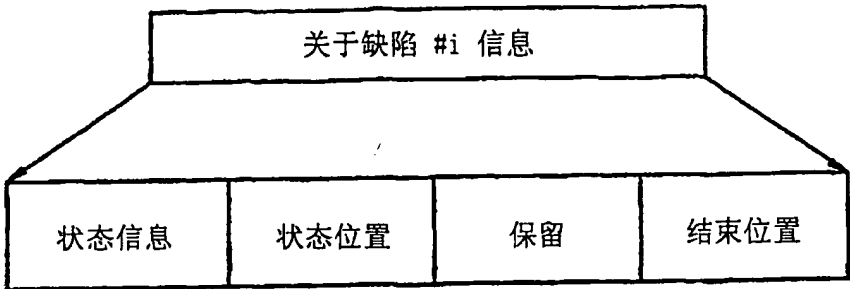 关于缺陷 #i 信息
状态信息
状态位置
保留
结束位置